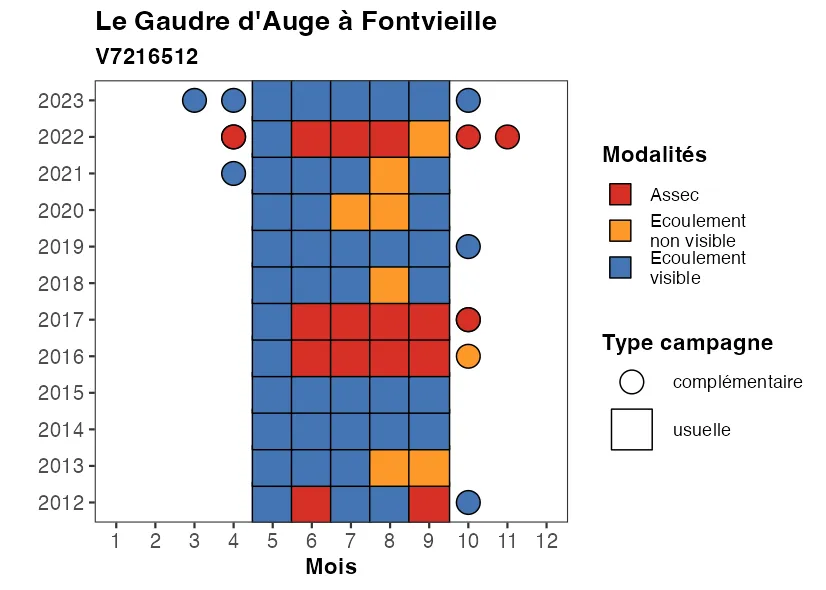 Le Gaudre d'Auge à Fontvieille
V7216512
2023
2022
2021
2020
2019
2018
2017
2016
2015
2014
2013
2012
1 2 3 4 5 6 7 8 9 10 11 12
Mois
Modalités
Assec
Ecoulement
non visible
Ecoulement
visible
Type campagne
complémentaire
usuelle